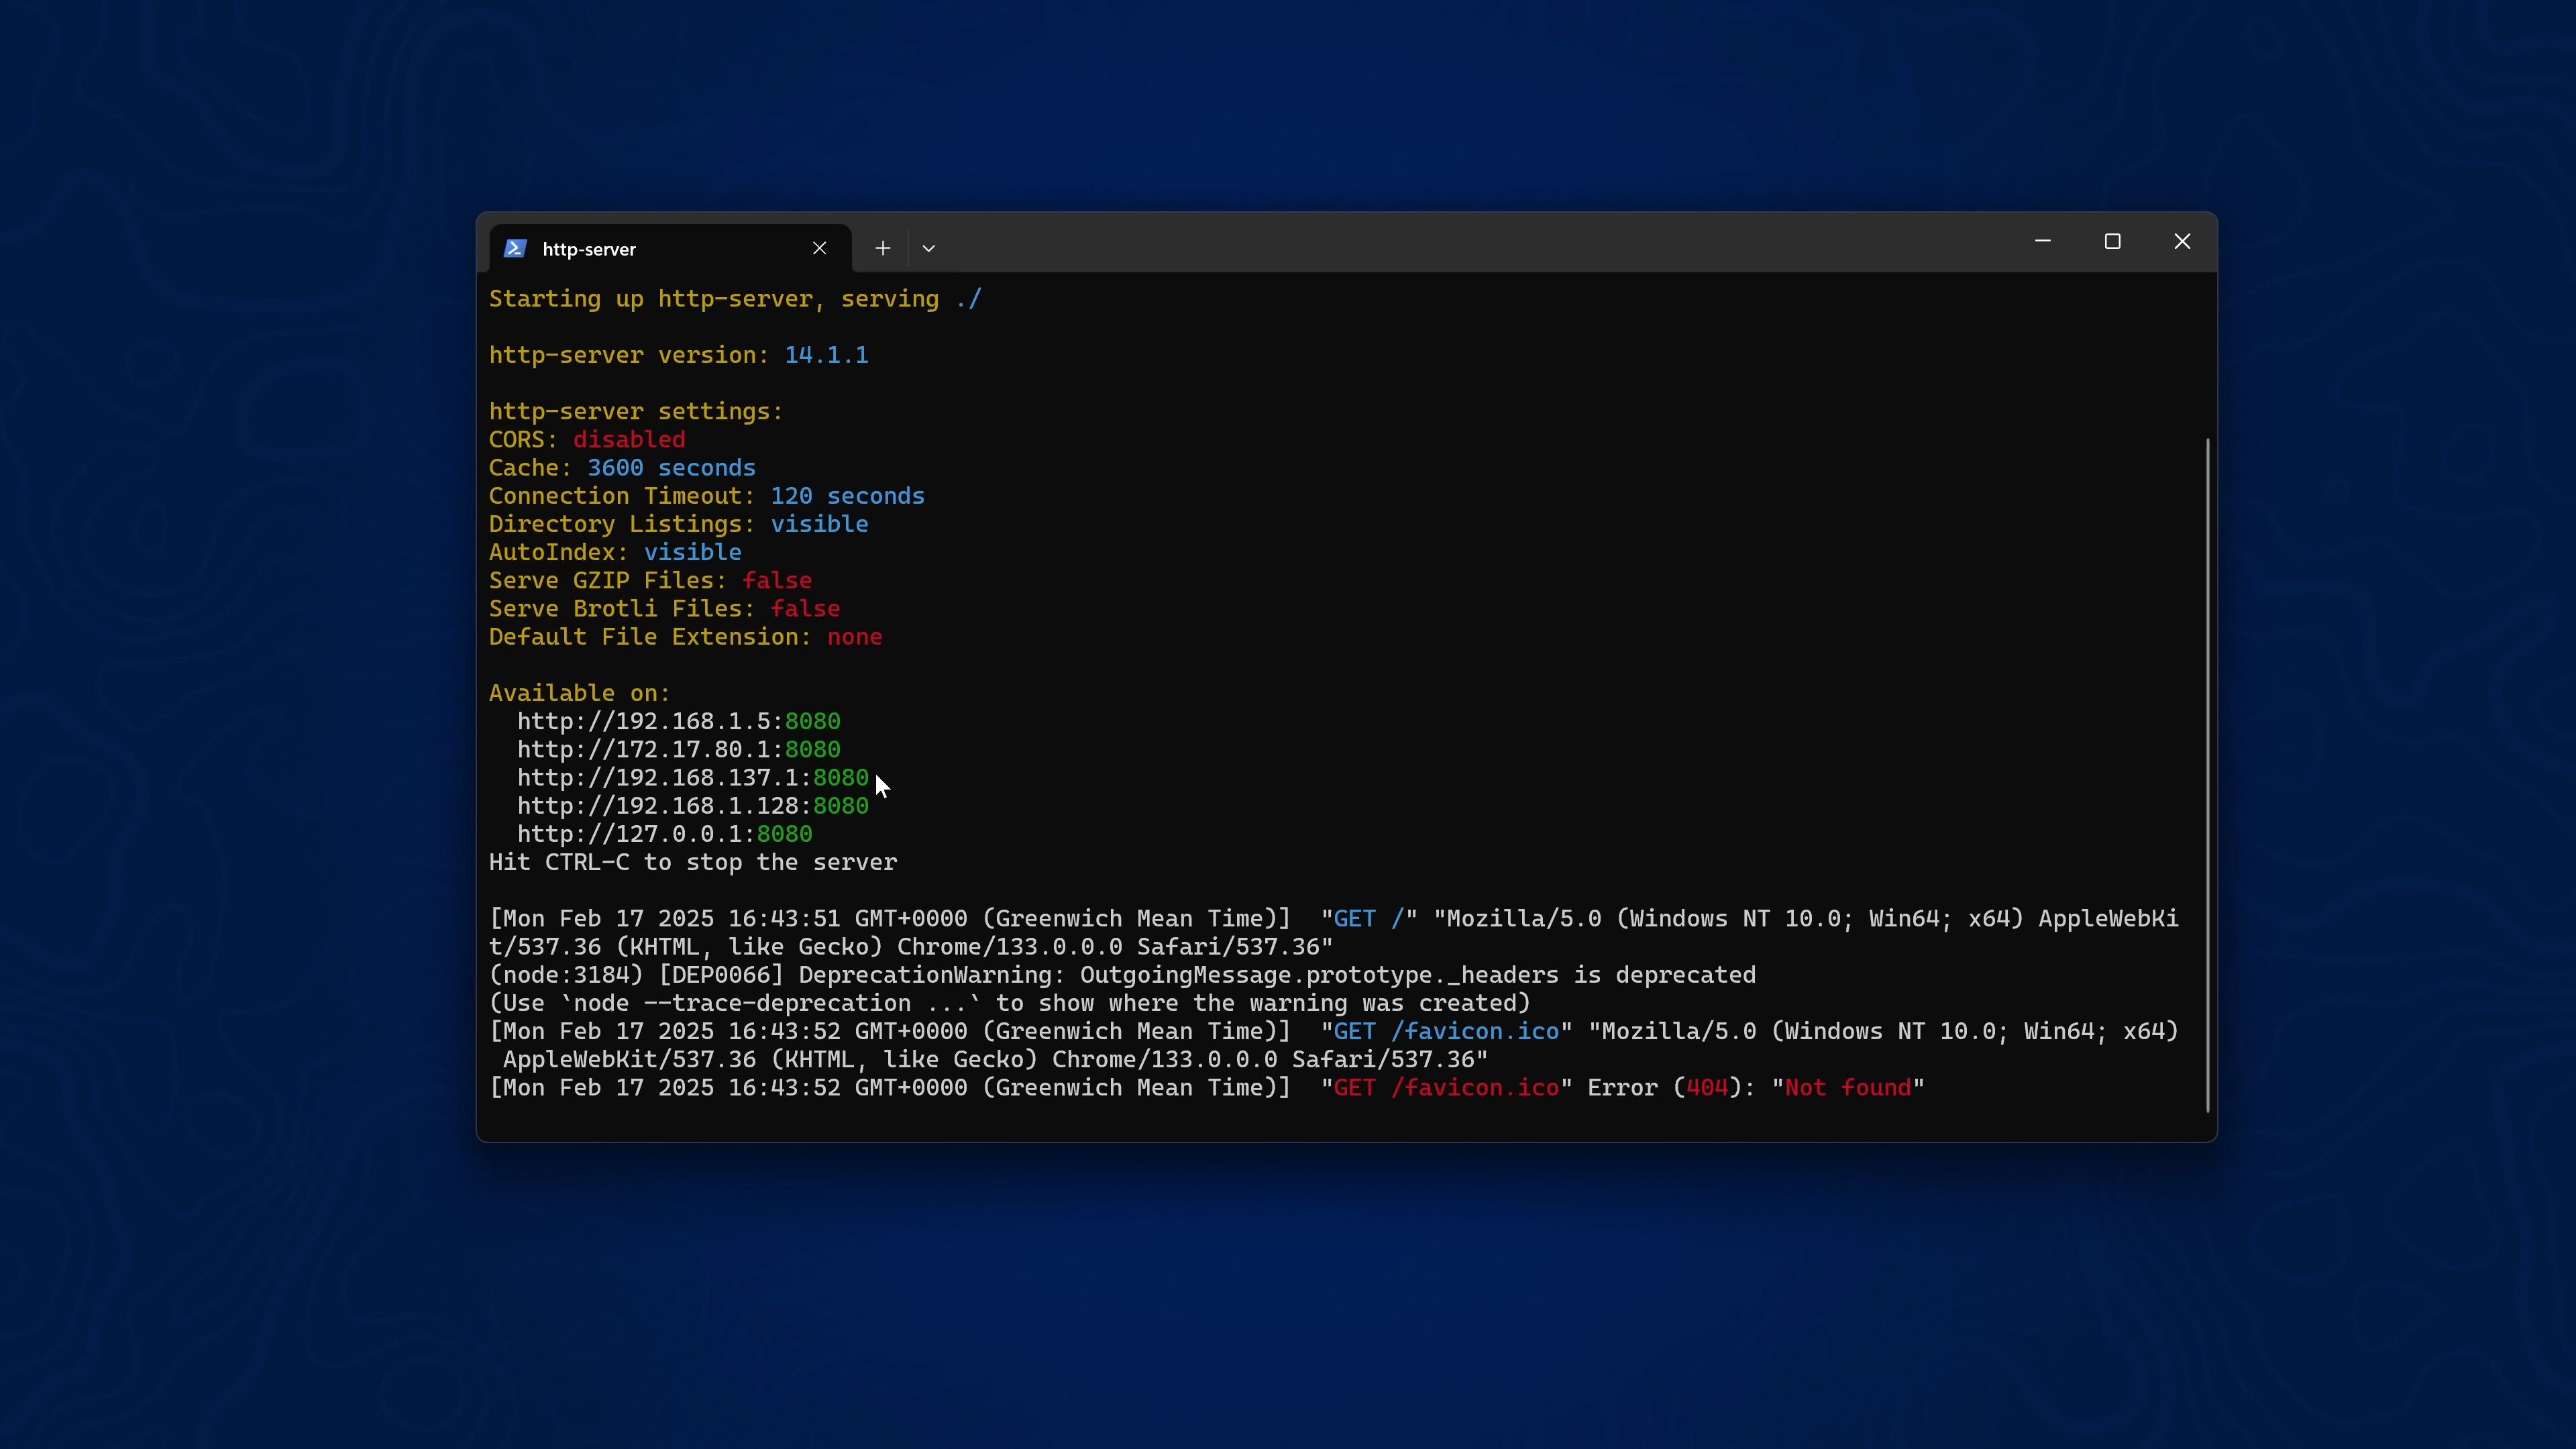 http-server
Starting up http-server, serving ./
http-server version: 14.1.1
http-server settings:
CORS: disabled
Cache: 3600 seconds
Connection Timeout: 120 seconds
Directory Listings: visible
AutoIndex: visible
Serve GZIP Files: false
Serve Brotli Files: false
Default File Extension: none
Available on:
  http://192.168.1.5:8080
  http://172.17.80.1:8080
  http://192.168.137.1:8080
  http://192.168.1.128:8080
  http://127.0.0.1:8080
Hit CTRL-C to stop the server
[Mon Feb 17 2025 16:43:51 GMT+0000 (Greenwich Mean Time)]  "GET /" "Mozilla/5.0 (Windows NT 10.0; Win64; x64) AppleWebKi
t/537.36 (KHTML, like Gecko) Chrome/133.0.0.0 Safari/537.36"
(node:3184) [DEP0066] DeprecationWarning: OutgoingMessage.prototype._headers is deprecated
(Use `node --trace-deprecation ...` to show where the warning was created)
[Mon Feb 17 2025 16:43:52 GMT+0000 (Greenwich Mean Time)]  "GET /favicon.ico" "Mozilla/5.0 (Windows NT 10.0; Win64; x64)
 AppleWebKit/537.36 (KHTML, like Gecko) Chrome/133.0.0.0 Safari/537.36"
[Mon Feb 17 2025 16:43:52 GMT+0000 (Greenwich Mean Time)]  "GET /favicon.ico" Error (404): "Not found"